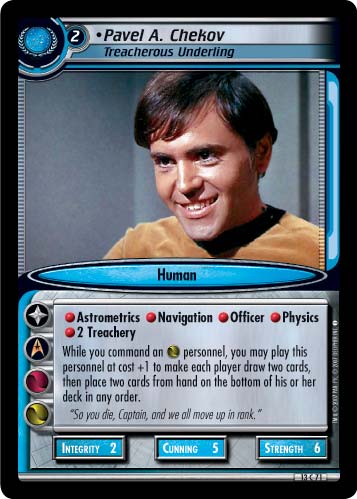 2
•Pavel A. Chekov
Treacherous Underling
Human
•Astrometrics •Navigation •Officer •Physics
•2 Treachery
While you command an personnel, you may play this
personnel at cost +1 to make each player draw two cards,
then place two cards from hand on the bottom of his or her
deck in any order.
"So you die, Captain, and we all move up in rank."
Integrity 2
Cunning 5
Strength 6
13 C 71